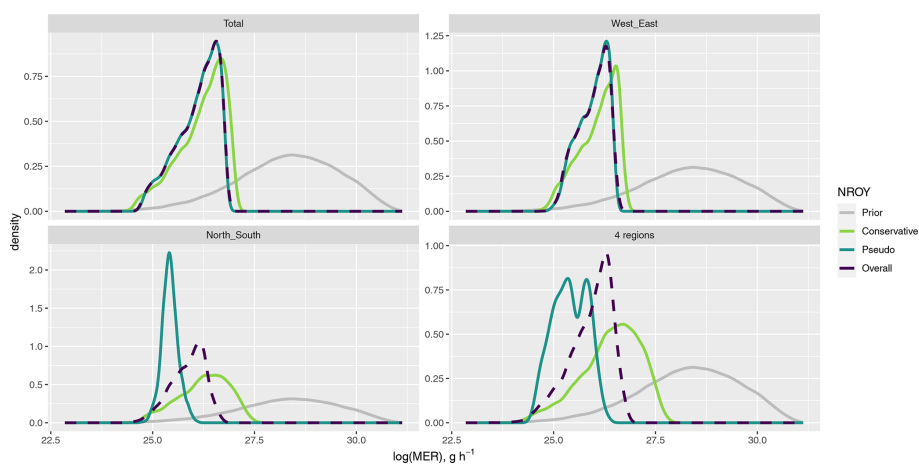 Total
West_East
0.75
0.50
0.25
0.00
1.25
1.00
0.75
0.50
0.25
0.00
density
North_South
4 regions
2.0
1.5
1.0
0.5
0.0
1.00
0.75
0.50
0.25
0.00
22.5 25.0 27.5 30.0
22.5 25.0 27.5 30.0
log(MER), g h⁻¹
NROY
Prior
Conservative
Pseudo
Overall